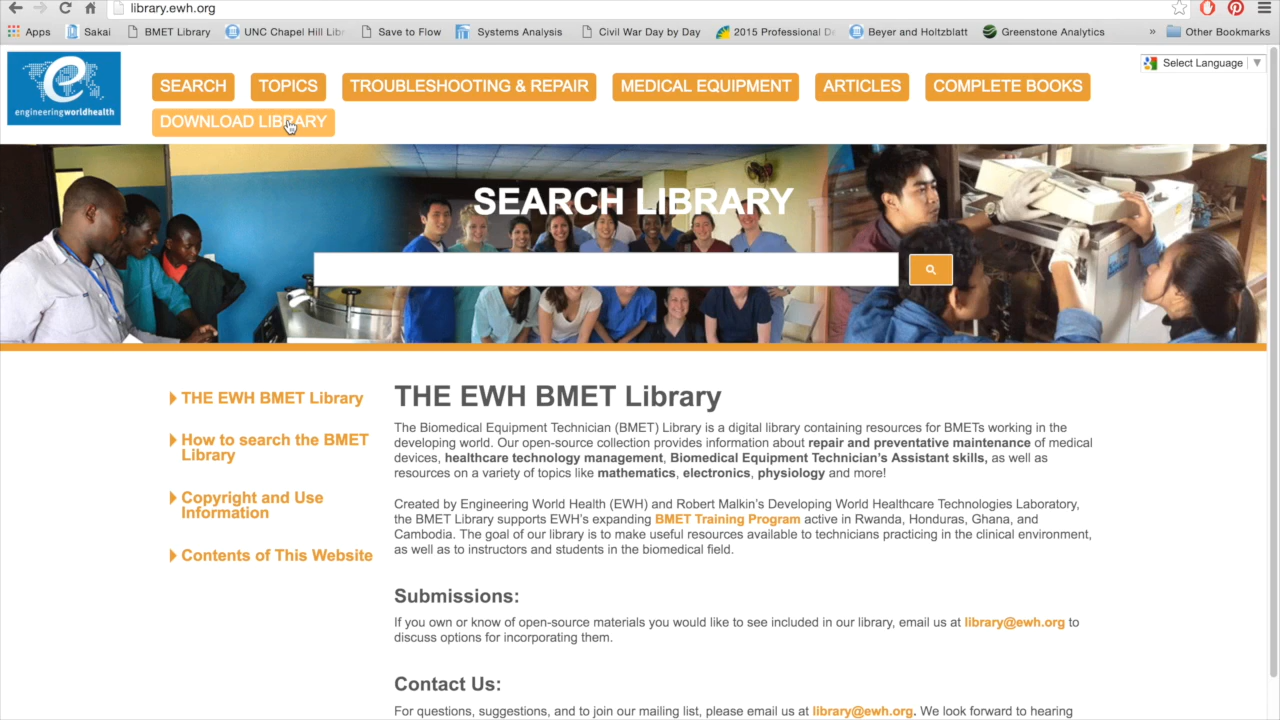 library.ewh.org
Apps Sakai BMET Library UNC Chapel Hill Libr Save to Flow Systems Analysis Civil War Day by Day 2015 Professional De Beyer and Holtzblatt Greenstone Analytics » Other Bookmarks
Select Language
engineeringworldhealth
SEARCH TOPICS TROUBLESHOOTING & REPAIR MEDICAL EQUIPMENT ARTICLES COMPLETE BOOKS
DOWNLOAD LIBRARY
SEARCH LIBRARY
THE EWH BMET Library
How to search the BMET
Library
Copyright and Use
Information
Contents of This Website
THE EWH BMET Library
The Biomedical Equipment Technician (BMET) Library is a digital library containing resources for BMETs working in the
developing world. Our open-source collection provides information about repair and preventative maintenance of medical
devices, healthcare technology management, Biomedical Equipment Technician's Assistant skills, as well as
resources on a variety of topics like mathematics, electronics, physiology and more!
Created by Engineering World Health (EWH) and Robert Malkin's Developing World Healthcare Technologies Laboratory,
the BMET Library supports EWH's expanding BMET Training Program active in Rwanda, Honduras, Ghana, and
Cambodia. The goal of our library is to make useful resources available to technicians practicing in the clinical environment,
as well as to instructors and students in the biomedical field.
Submissions:
If you own or know of open-source materials you would like to see included in our library, email us at library@ewh.org to
discuss options for incorporating them.
Contact Us:
For questions, suggestions, and to join our mailing list, please email us at library@ewh.org. We look forward to hearing